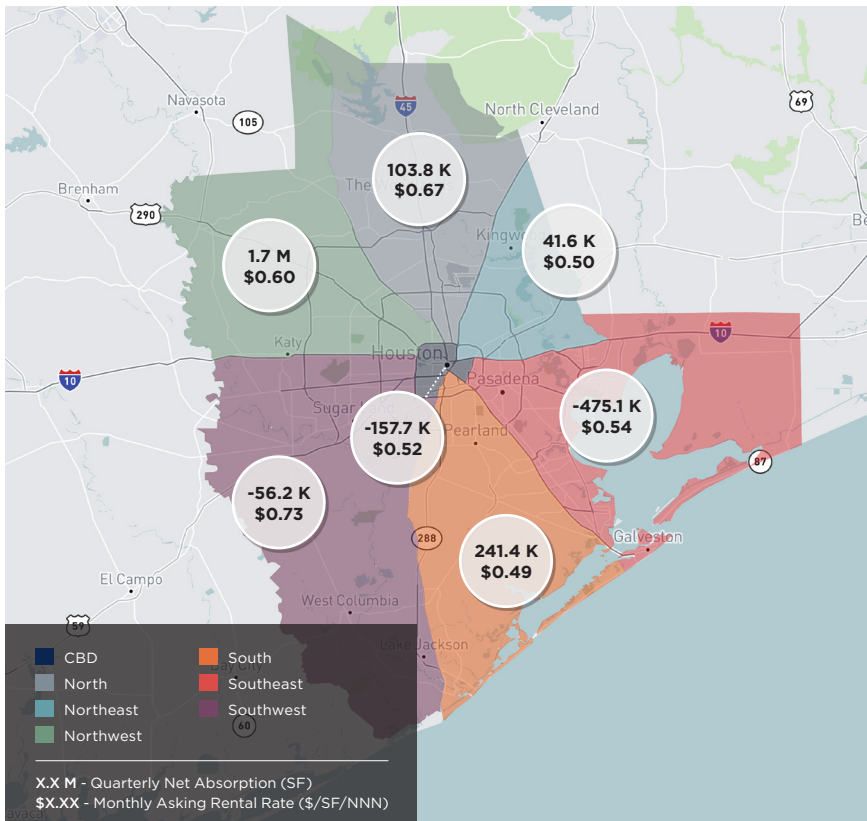 69
Navasota
105
45
North Cleveland
103.8 K
$0.67
Brenham
290
1.7 M
$0.60
41.6 K
$0.50
Katy
Houston
10
10
Pasadena
Sugar Land
-157.7 K
$0.52
Pearland
-475.1 K
$0.54
87
-56.2 K
$0.73
288
241.4 K
$0.49
Galveston
El Campo
59
West Columbia
Lake Jackson
Bay City
60
CBD
North
Northeast
Northwest
South
Southeast
Southwest
X.X M - Quarterly Net Absorption (SF)
$X.XX - Monthly Asking Rental Rate ($/SF/NNN)